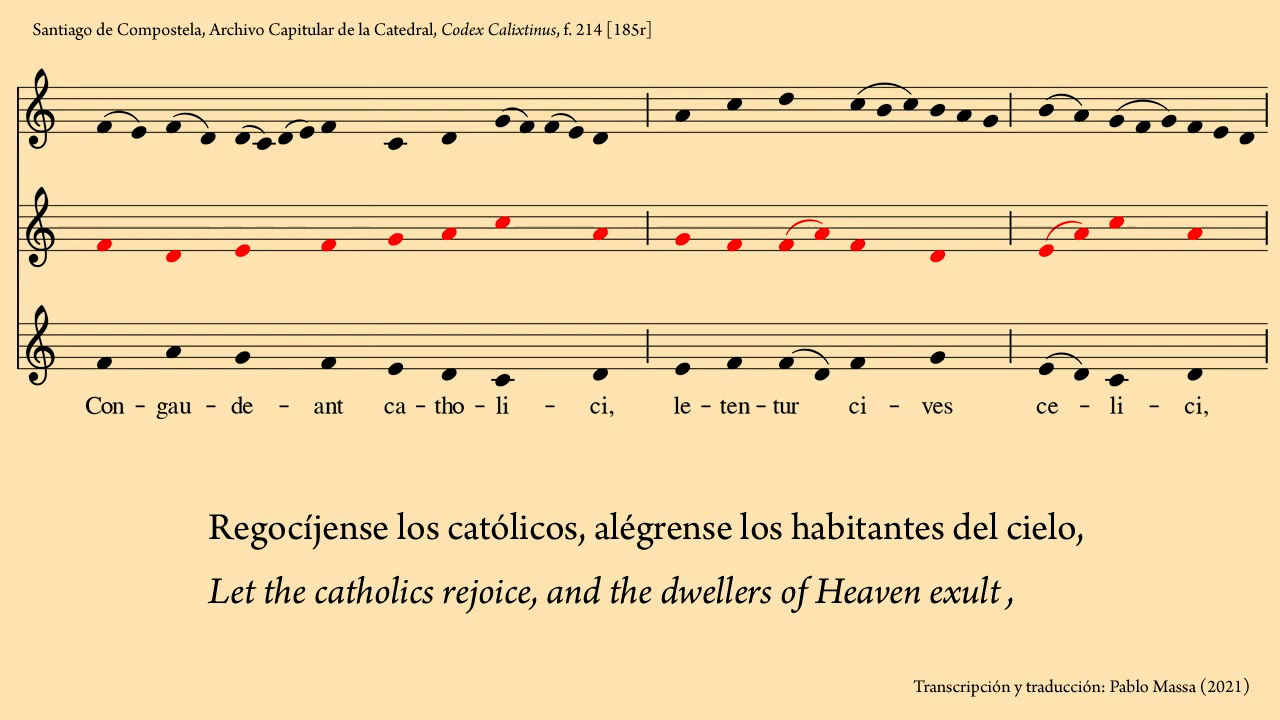 Santiago de Compostela, Archivo Capitular de la Catedral, Codex Calixtinus, f. 214 [185r]
Con – gau – de – ant ca – tho – li – ci, le – ten – tur ci – ves ce – li – ci,
Regocíjense los católicos, alégrense los habitantes del cielo,
Let the catholics rejoice, and the dwellers of Heaven exult ,
Transcripción y traducción: Pablo Massa (2021)